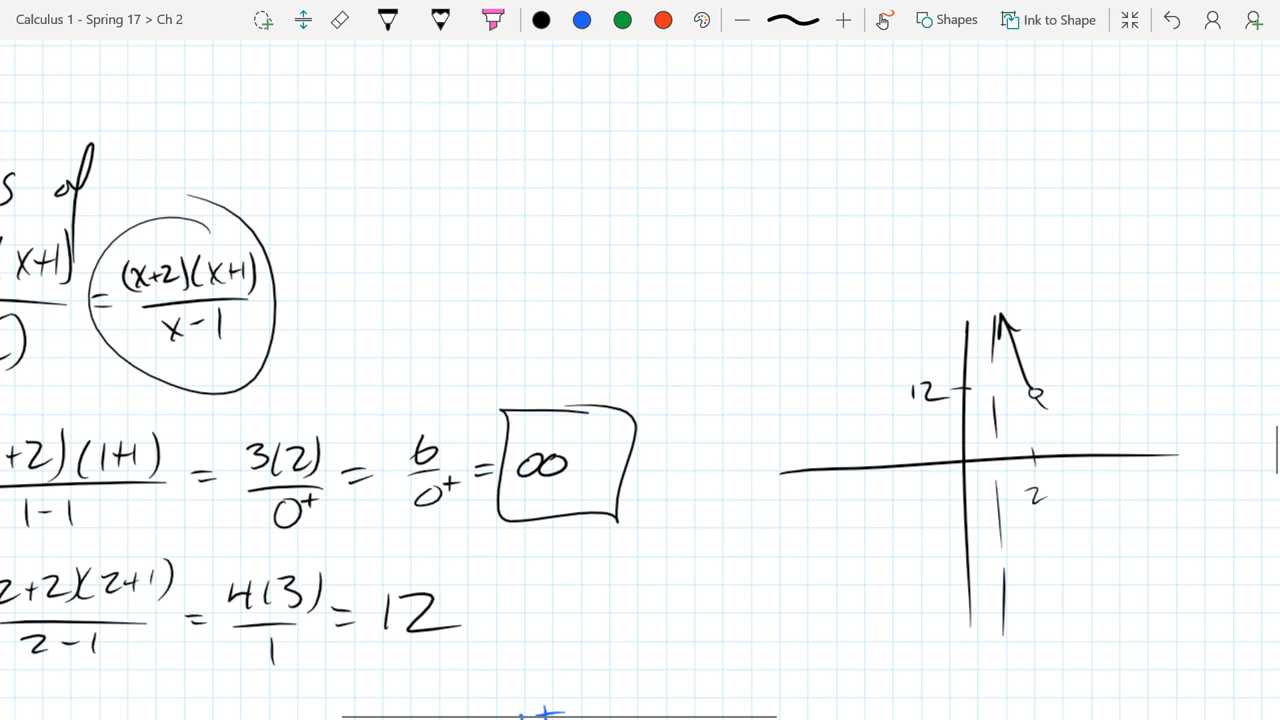 Calculus 1 - Spring 17 > Ch 2
Shapes
Ink to Shape
s of
x+1) = (x+2)(x+1) / x-1
+2)(1+1) / 1-1 = 3(2) / 0⁺ = 6 / 0⁺ = ∞
2+2)(2+1) / 2-1 = 4(3) / 1 = 12
12
2